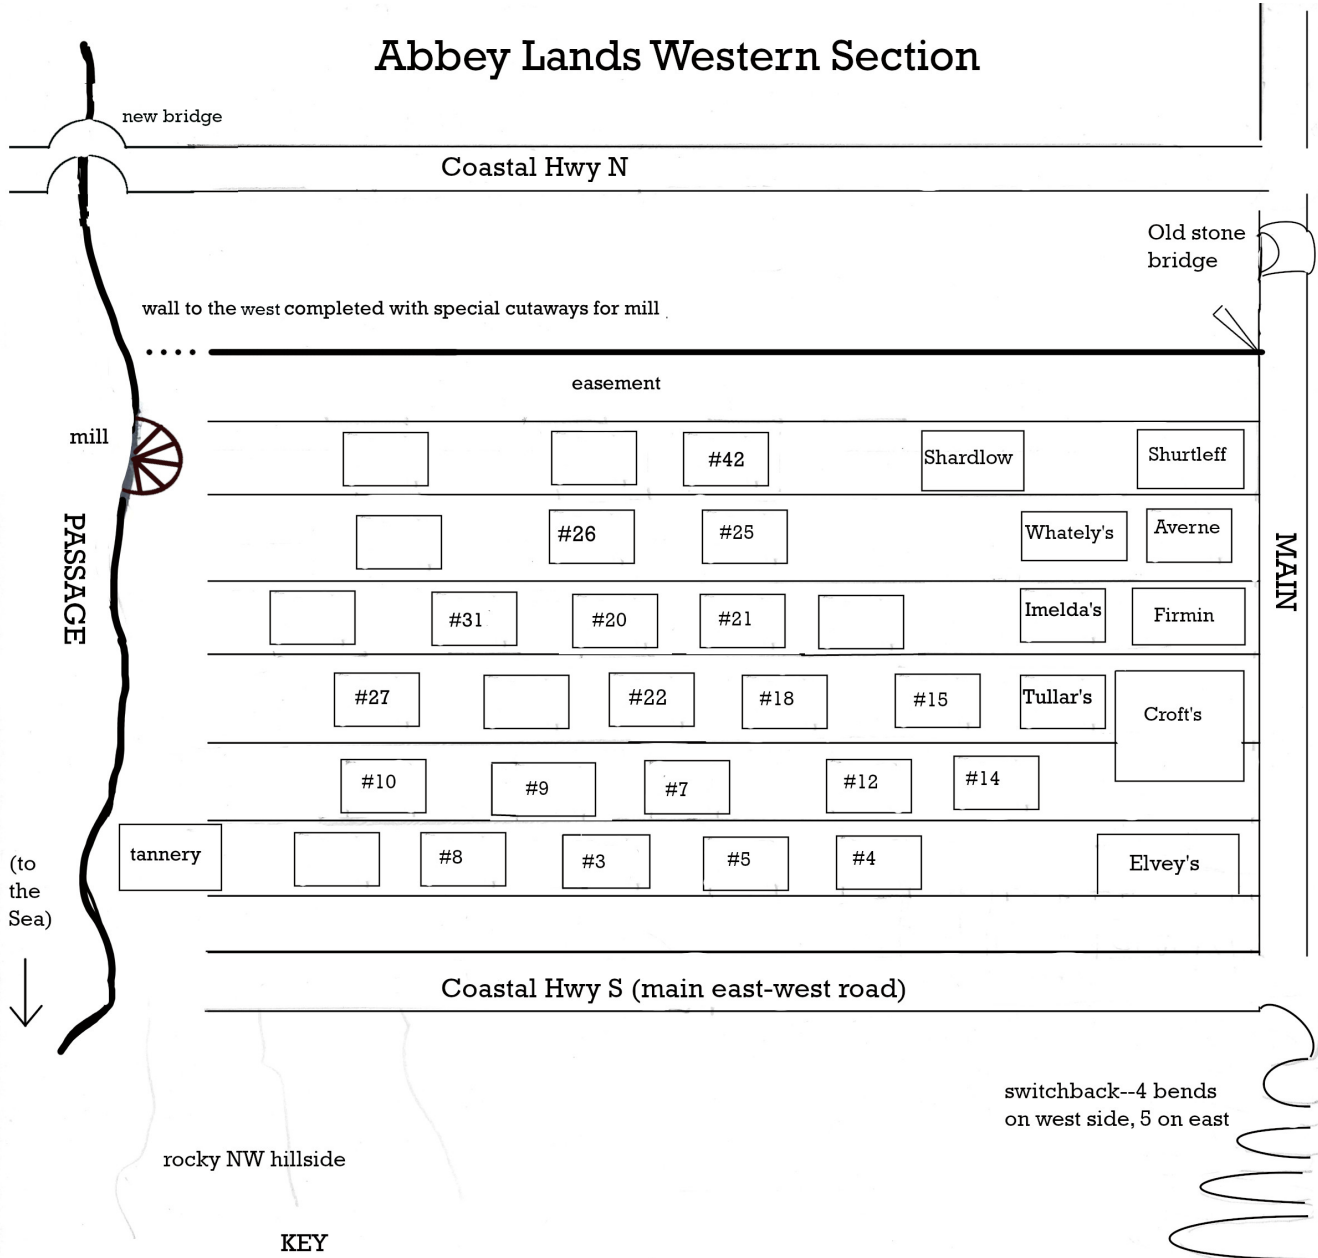 Abbey Lands Western Section
new bridge
Coastal Hwy N
Old stone
bridge
wall to the west completed with special cutaways for mill
easement
mill
#42
Shardlow
Shurtleff
PASSAGE
#26
#25
Whately's
Averne
MAIN
#31
#20
#21
Imelda's
Firmin
#27
#22
#18
#15
Tullar's
Croft's
#10
#9
#7
#12
#14
tannery
#8
#3
#5
#4
Elvey's
(to
the
Sea)
Coastal Hwy S (main east-west road)
switchback--4 bends
on west side, 5 on east
rocky NW hillside
KEY